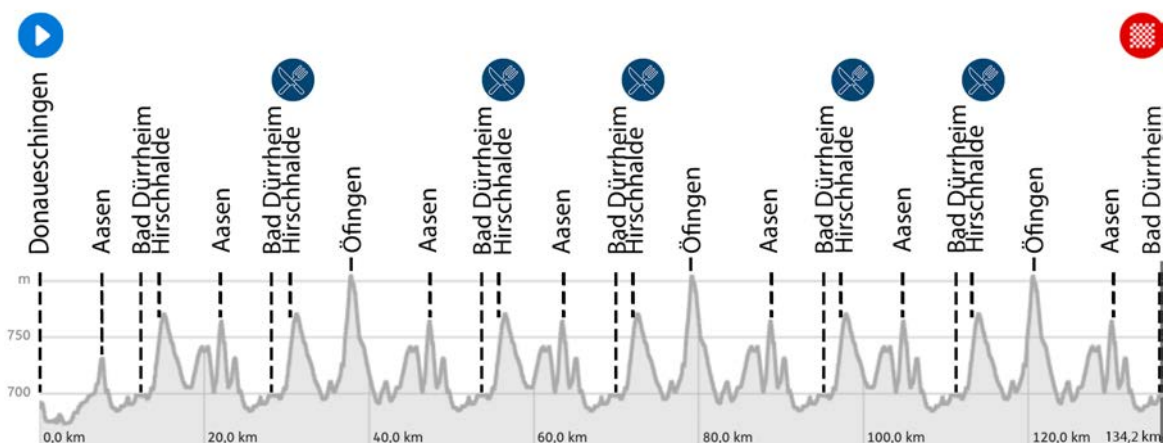 Donaueschingen
Aasen
Bad Dürrheim
Hirschhalde
Aasen
Bad Dürrheim
Hirschhalde
Öfingen
Aasen
Bad Dürrheim
Hirschhalde
Aasen
Bad Dürrheim
Hirschhalde
Öfingen
Aasen
Bad Dürrheim
Hirschhalde
Aasen
Bad Dürrheim
Hirschhalde
Öfingen
Aasen
Bad Dürrheim
m
750
700
0,0 km
20,0 km
40,0 km
60,0 km
80,0 km
100,0 km
120,0 km
134,2 km